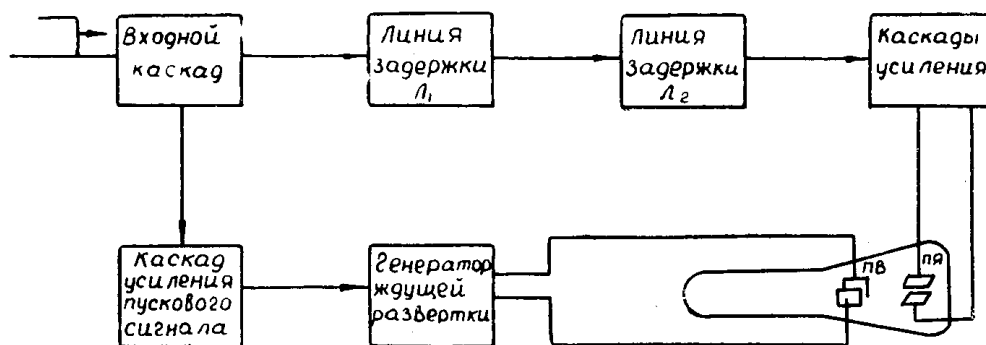 Входной
каскад
Линия
задержки
Л₁
Линия
задержки
Л₂
Каскады
усиления
Каскад
усиления
пускового
сигнала
Генератор
ждущей
развертки
ПВ
ПЯ